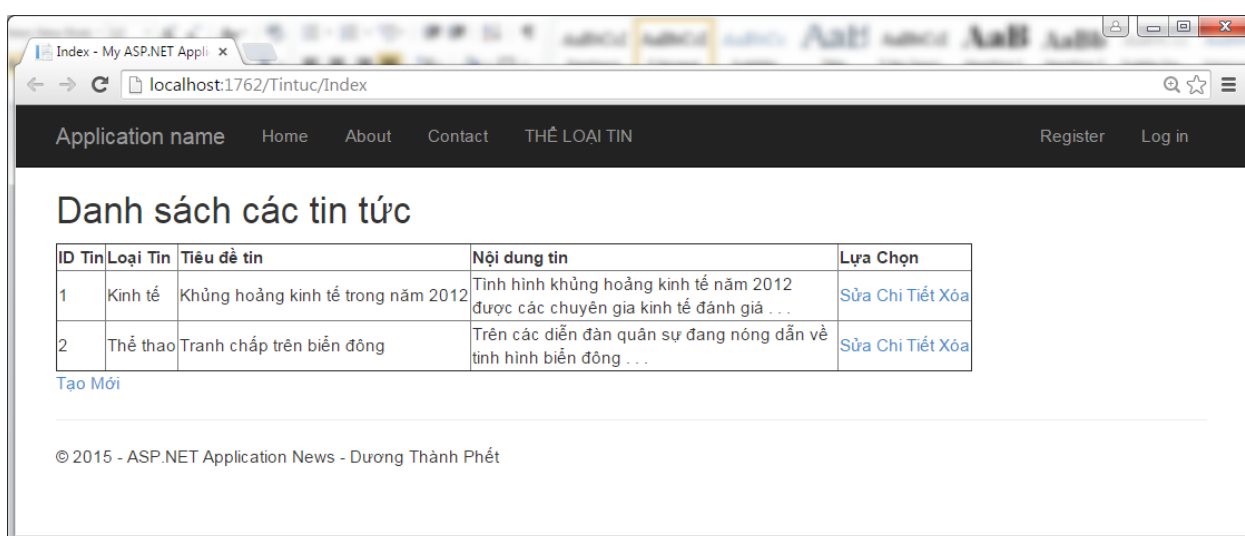 Index - My ASP.NET Appli
localhost:1762/Tintuc/Index
Application name Home About Contact THỂ LOẠI TIN Register Log in
Danh sách các tin tức
ID Tin Loại Tin Tiêu đề tin Nội dung tin Lựa Chọn
1 Kinh tế Khủng hoảng kinh tế trong năm 2012 Tình hình khủng hoảng kinh tế năm 2012
được các chuyên gia kinh tế đánh giá . . . Sửa Chi Tiết Xóa
2 Thể thao Tranh chấp trên biển đông Trên các diễn đàn quân sự đang nóng dẫn về
tinh hình biển đông . . . Sửa Chi Tiết Xóa
Tạo Mới
© 2015 - ASP.NET Application News - Dương Thành Phết